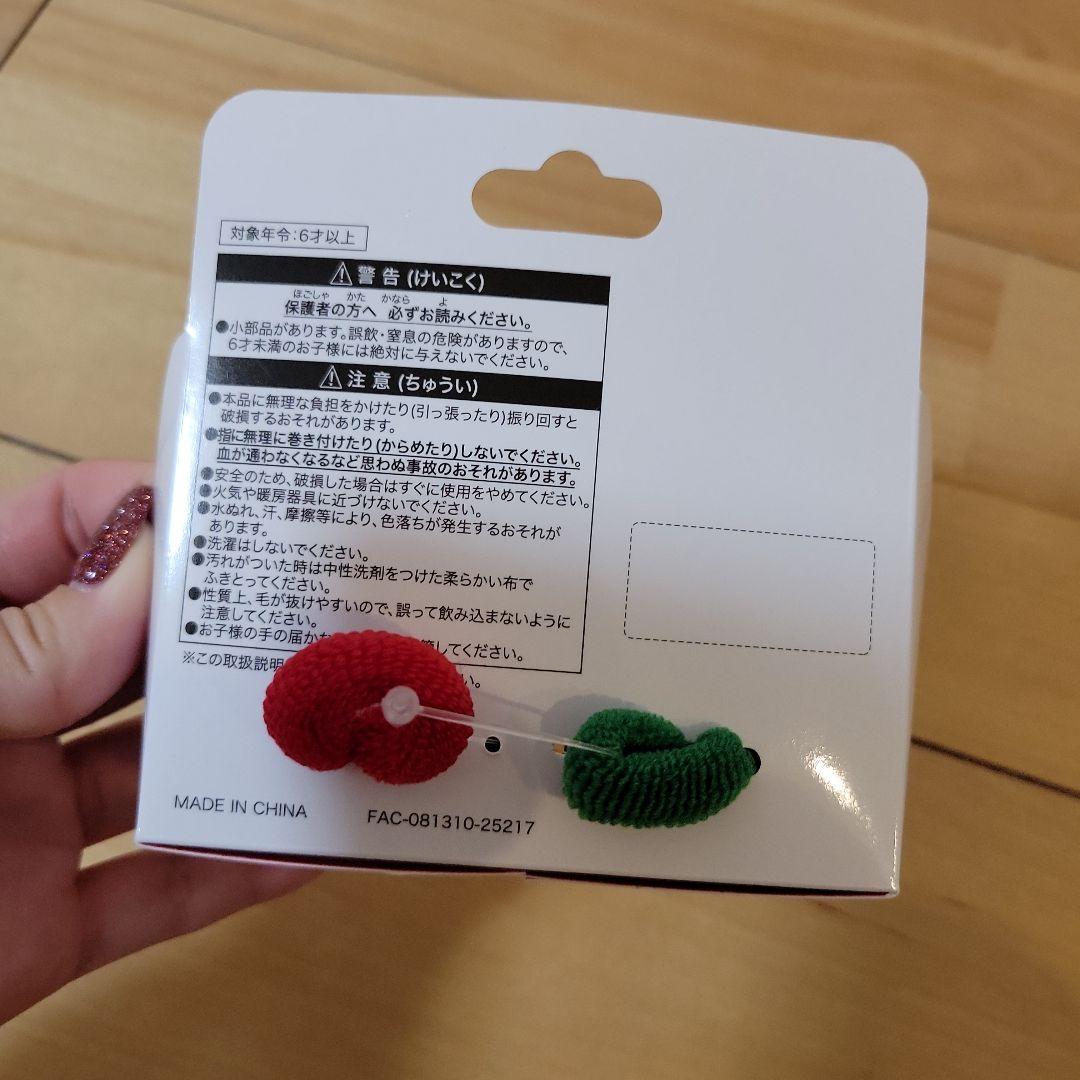 対象年令:6才以上
⚠警告(けいこく)
ほごしゃ かた かなら よ
保護者の方へ 必ずお読みください。
●小部品があります。誤飲・窒息の危険がありますので、
6才未満のお子様には絶対に与えないでください。
⚠注意(ちゅうい)
●本品に無理な負担をかけたり(引っ張ったり)振り回すと
破損するおそれがあります。
●指に無理に巻き付けたり(からめたり)しないでください。
血が通わなくなるなど思わぬ事故のおそれがあります。
●安全のため、破損した場合はすぐに使用をやめてください。
●火気や暖房器具に近づけないでください。
●水ぬれ、汗、摩擦等により、色落ちが発生するおそれが
あります。
●洗濯はしないでください。
●汚れがついた時は中性洗剤をつけた柔らかい布で
ふきとってください。
●性質上、毛が抜けやすいので、誤って飲み込まないように
注意してください。
●お子様の手の届か してください。
※この取扱説明 い。
MADE IN CHINA
FAC-081310-25217